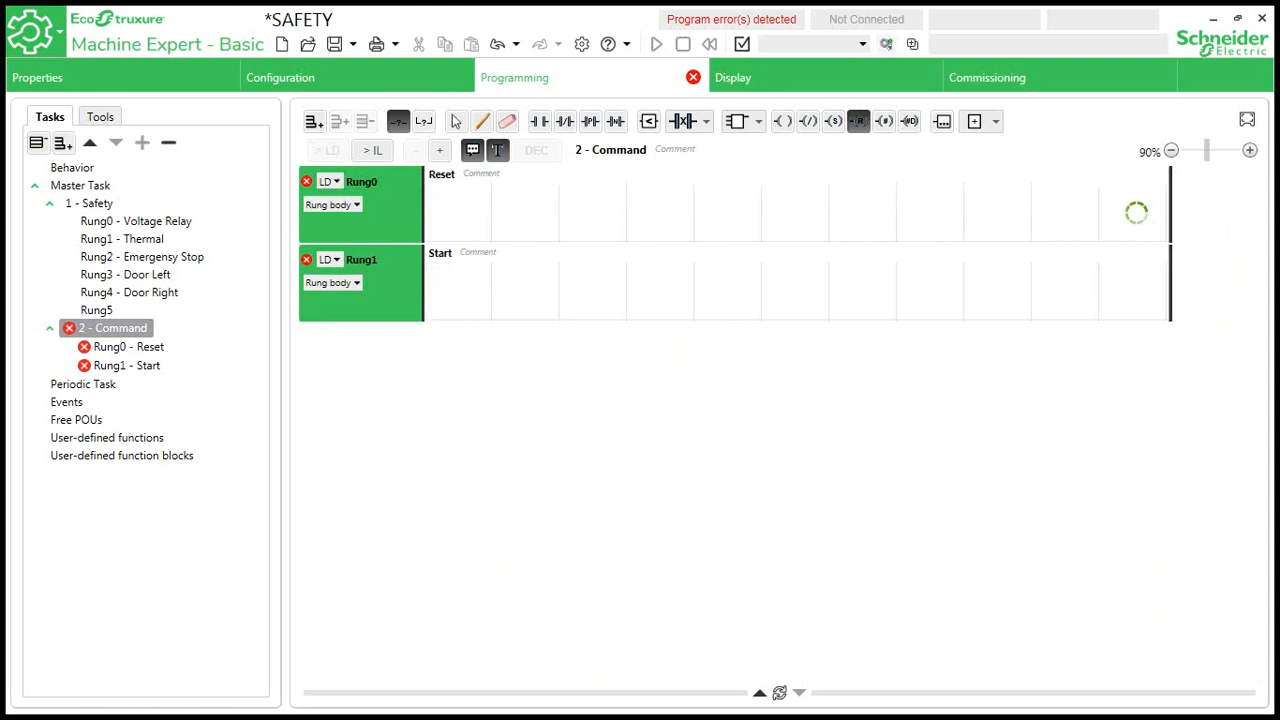 EcoStruxure
Machine Expert - Basic
*SAFETY
Program error(s) detected
Not Connected
Schneider
Electric
Properties
Configuration
Programming
Display
Commissioning
Tasks
Tools
Behavior
Master Task
1 - Safety
Rung0 - Voltage Relay
Rung1 - Thermal
Rung2 - Emergensy Stop
Rung3 - Door Left
Rung4 - Door Right
Rung5
2 - Command
Rung0 - Reset
Rung1 - Start
Periodic Task
Events
Free POUs
User-defined functions
User-defined function blocks
> LD
> IL
DEC
2 - Command
Comment
90%
LD
Rung0
Rung body
Reset
Comment
LD
Rung1
Rung body
Start
Comment